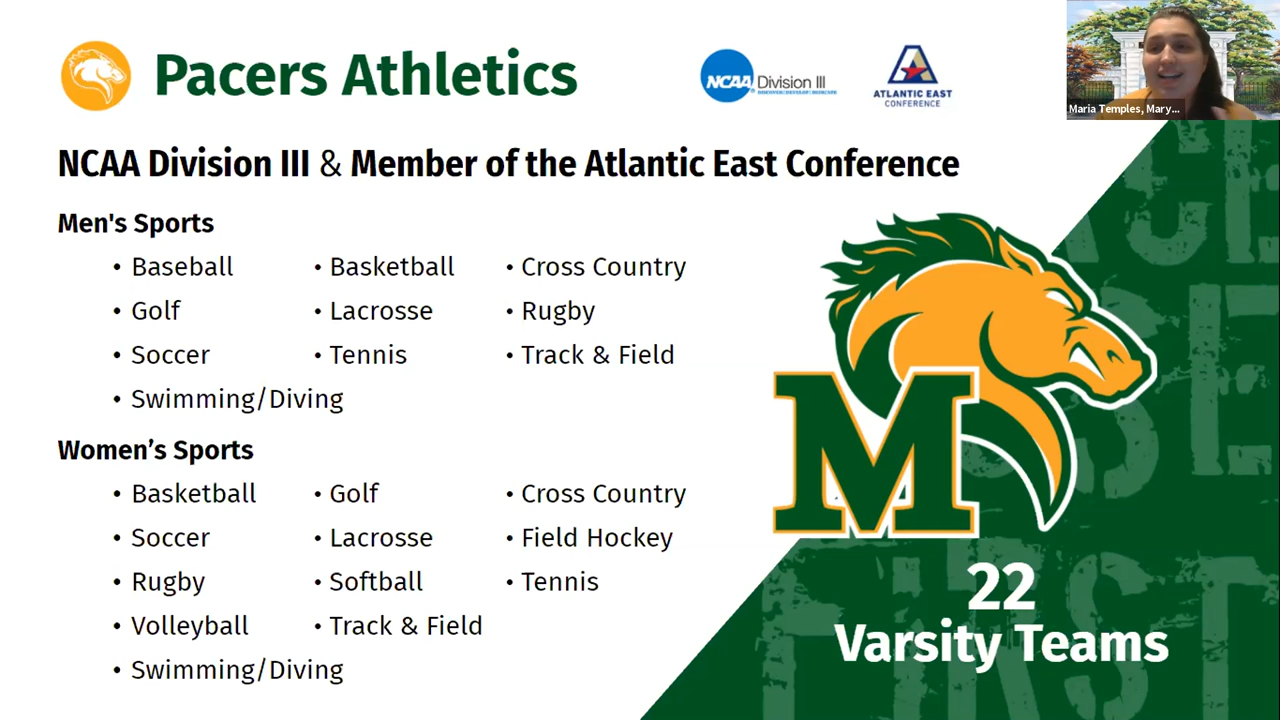 Pacers Athletics
NCAA Division III
ATLANTIC EAST
CONFERENCE
Maria Temples, Mary...
NCAA Division III & Member of the Atlantic East Conference
Men's Sports
• Baseball • Basketball • Cross Country
• Golf • Lacrosse • Rugby
• Soccer • Tennis • Track & Field
• Swimming/Diving
Women’s Sports
• Basketball • Golf • Cross Country
• Soccer • Lacrosse • Field Hockey
• Rugby • Softball • Tennis
• Volleyball • Track & Field
• Swimming/Diving
M
22
Varsity Teams